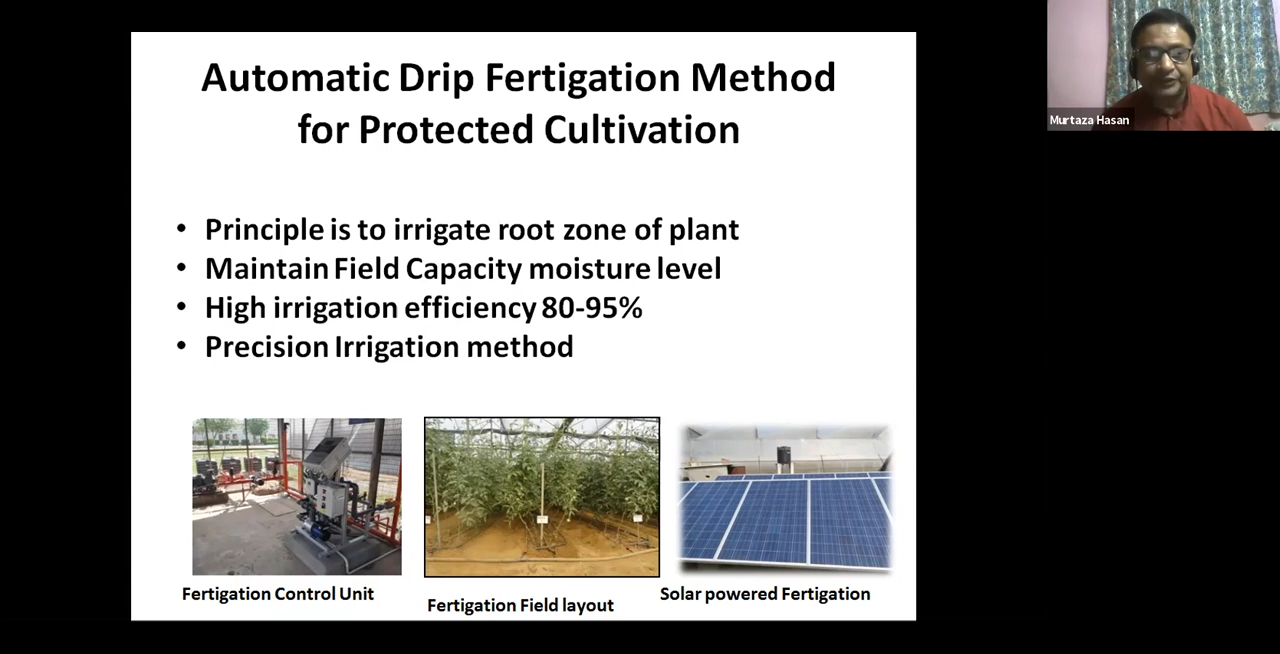 Automatic Drip Fertigation Method
for Protected Cultivation
• Principle is to irrigate root zone of plant
• Maintain Field Capacity moisture level
• High irrigation efficiency 80-95%
• Precision Irrigation method
Fertigation Control Unit
Fertigation Field layout
Solar powered Fertigation
Murtaza Hasan